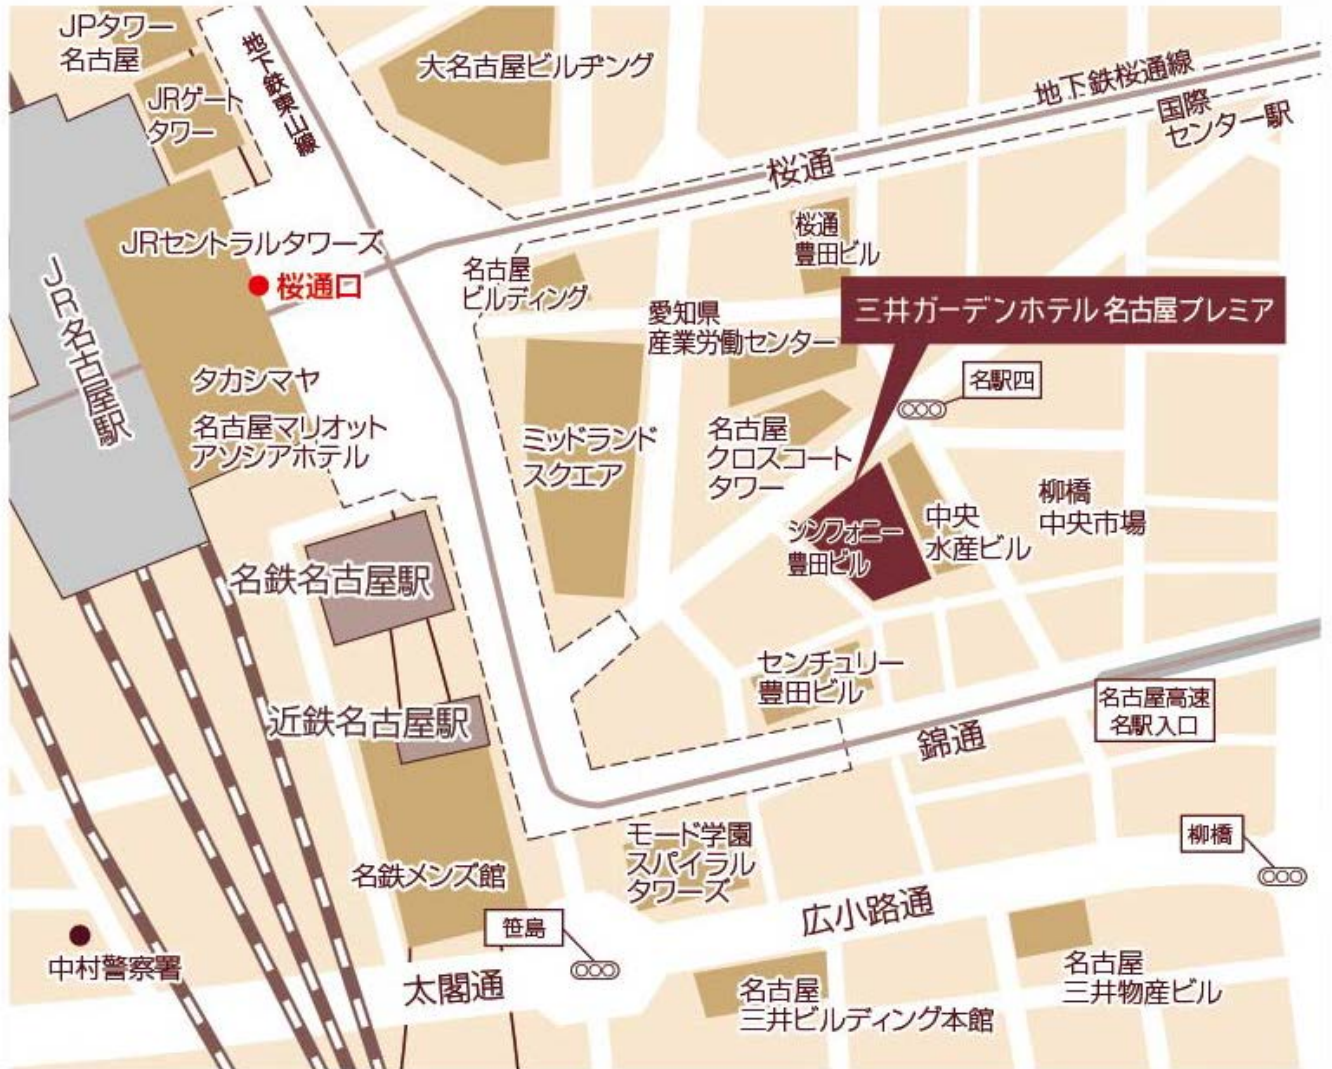 JPタワー
名古屋
JRゲート
タワー
地下鉄東山線
大名古屋ビルヂング
地下鉄桜通線
国際
センター駅
桜通
JRセントラルタワーズ
桜通口
名古屋
ビルディング
桜通
豊田ビル
三井ガーデンホテル 名古屋プレミア
愛知県
産業労働センター
JR名古屋駅
タカシマヤ
名古屋マリオット
アソシアホテル
名駅四
ミッドランド
スクエア
名古屋
クロスコート
タワー
シンフォニー
豊田ビル
中央
水産ビル
柳橋
中央市場
名鉄名古屋駅
センチュリー
豊田ビル
近鉄名古屋駅
名古屋高速
名駅入口
錦通
モード学園
スパイラル
タワーズ
柳橋
名鉄メンズ館
笹島
広小路通
中村警察署
太閤通
名古屋
三井ビルディング本館
名古屋
三井物産ビル